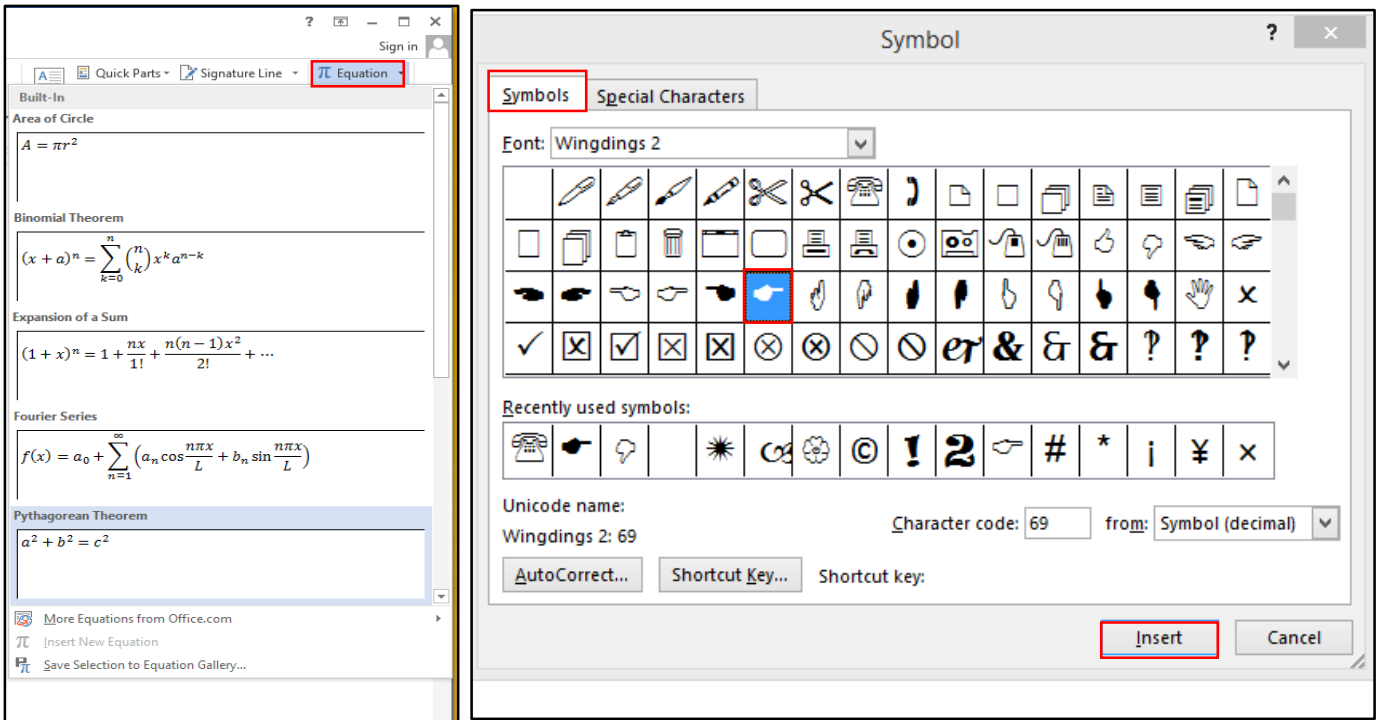 ?
Sign in
A Quick Parts Signature Line π Equation
Built-In
Area of Circle
A = πr²
Binomial Theorem
(x + a)ⁿ = ∑ₖ₌₀ⁿ (n k) xᵏaⁿ⁻ᵏ
Expansion of a Sum
(1 + x)ⁿ = 1 + nx/1! + n(n − 1)x²/2! + ⋯
Fourier Series
f(x) = a₀ + ∑ₙ₌₁^∞ (aₙ cos nπx/L + bₙ sin nπx/L)
Pythagorean Theorem
a² + b² = c²
More Equations from Office.com
π Insert New Equation
π Save Selection to Equation Gallery...
Symbol ? ×
Symbols Special Characters
Font: Wingdings 2
Recently used symbols:
© ! 2 # * ¡ ¥ ×
Unicode name:
Wingdings 2: 69
Character code: 69 from: Symbol (decimal)
AutoCorrect... Shortcut Key... Shortcut key:
Insert Cancel